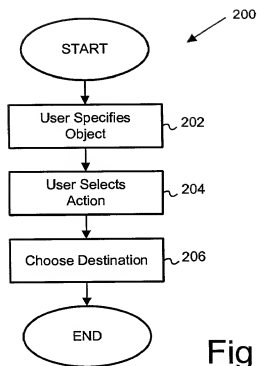 200
START
User Specifies
Object
202
User Selects
Action
204
Choose Destination
206
END
Fig